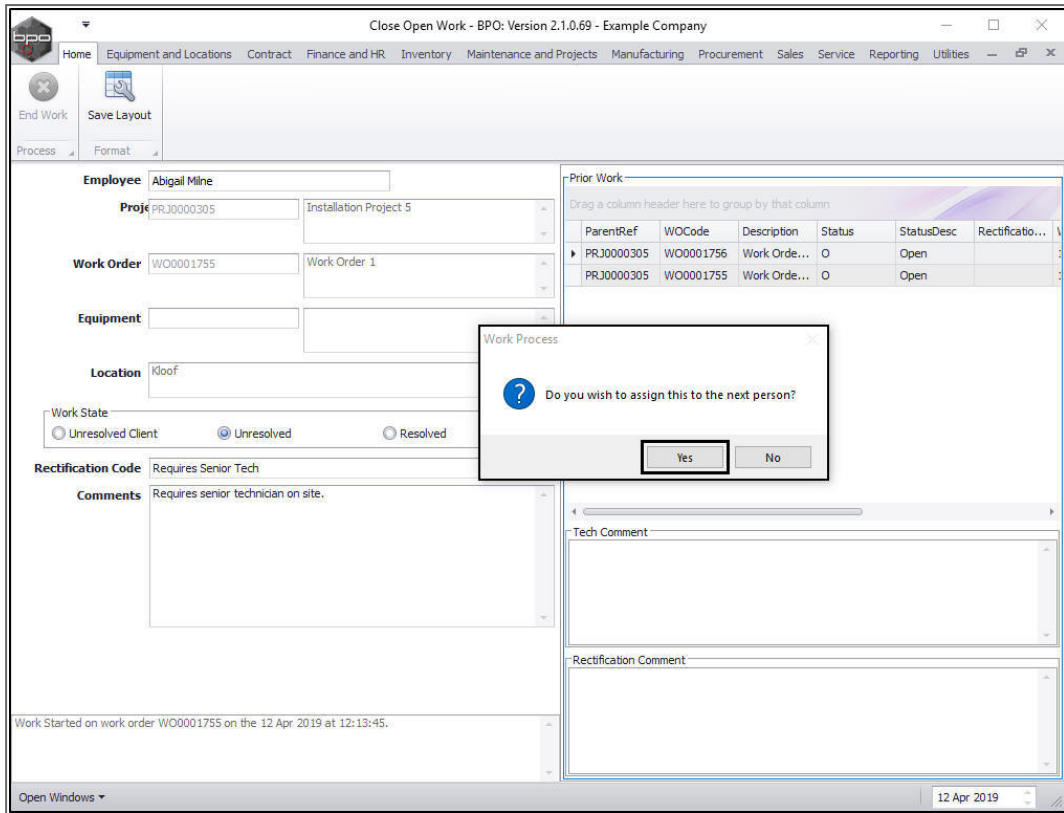 Close Open Work - BPO: Version 2.1.0.69 - Example Company
bpo
Home Equipment and Locations Contract Finance and HR Inventory Maintenance and Projects Manufacturing Procurement Sales Service Reporting Utilities
End Work Save Layout
Process Format
Employee Abigail Milne
Proje PRJ0000305 Installation Project 5
Work Order WO0001755 Work Order 1
Equipment
Location Kloof
Work State
Unresolved Client Unresolved Resolved
Rectification Code Requires Senior Tech
Comments Requires senior technician on site.
Work Started on work order WO0001755 on the 12 Apr 2019 at 12:13:45.
Prior Work
Drag a column header here to group by that column
ParentRef WOCode Description Status StatusDesc Rectificatio...
PRJ0000305 WO0001756 Work Orde... O Open
PRJ0000305 WO0001755 Work Orde... O Open
Work Process
Do you wish to assign this to the next person?
Yes No
Tech Comment
Rectification Comment
Open Windows 12 Apr 2019